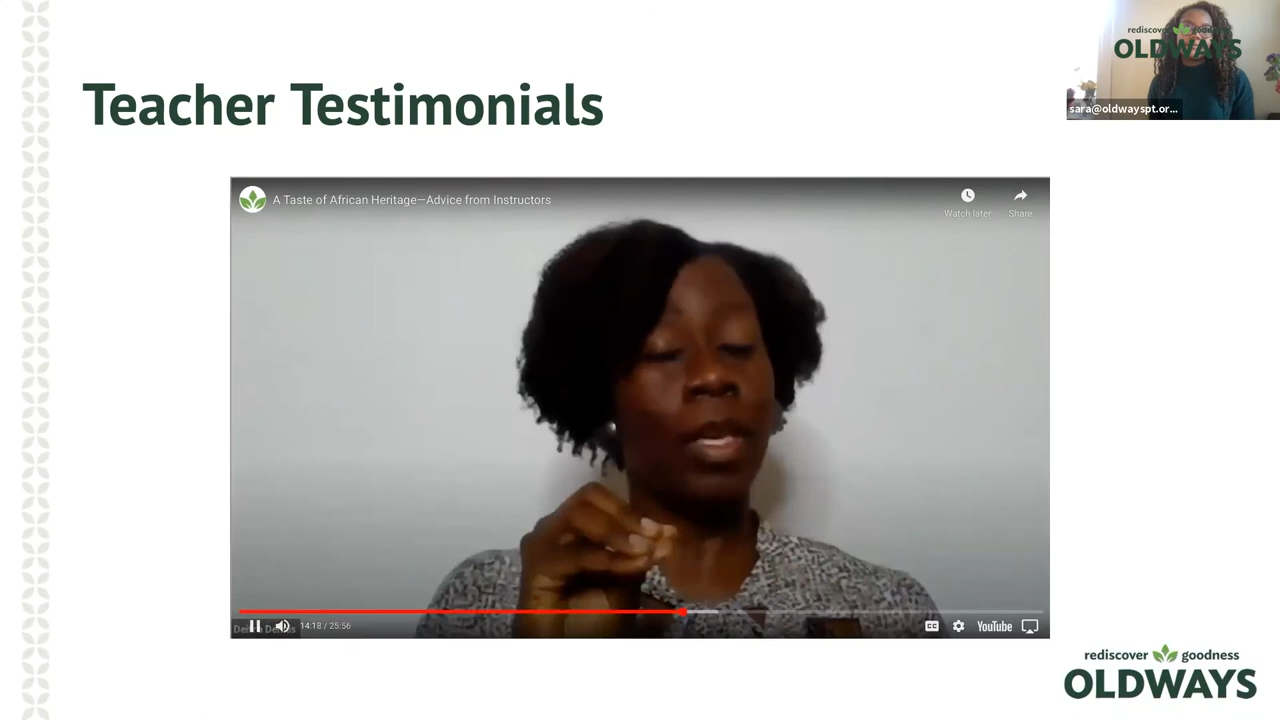 rediscover goodness
OLDWAYS
sara@oldwayspt.or...
Teacher Testimonials
A Taste of African Heritage—Advice from Instructors
Watch later
Share
14:18 / 25:56
CC
YouTube
rediscover goodness
OLDWAYS